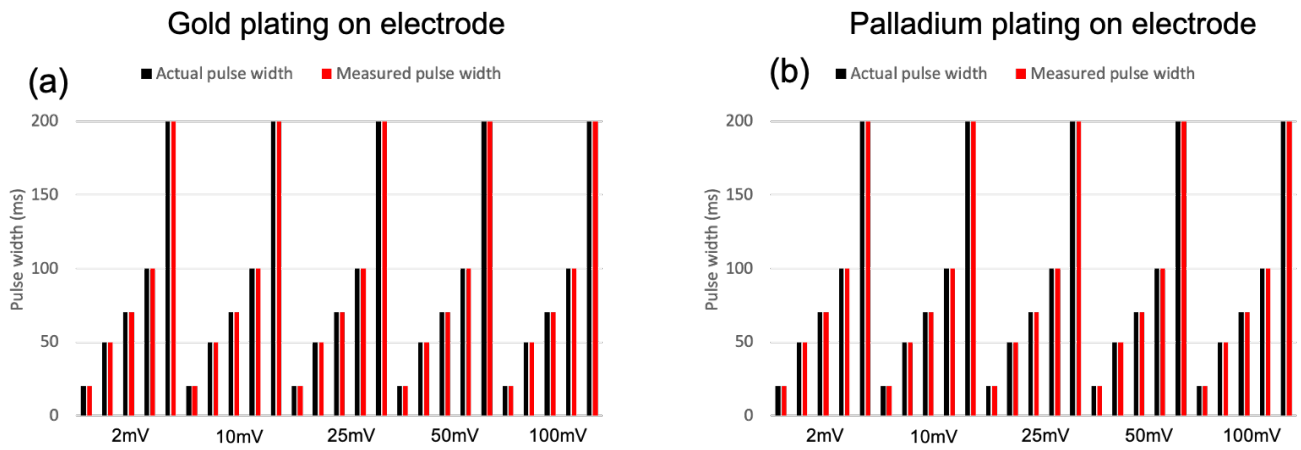 Gold plating on electrode
(a)
Actual pulse width Measured pulse width
Pulse width (ms)
200
150
100
50
0
2mV 10mV 25mV 50mV 100mV
Palladium plating on electrode
(b)
Actual pulse width Measured pulse width
Pulse width (ms)
200
150
100
50
0
2mV 10mV 25mV 50mV 100mV